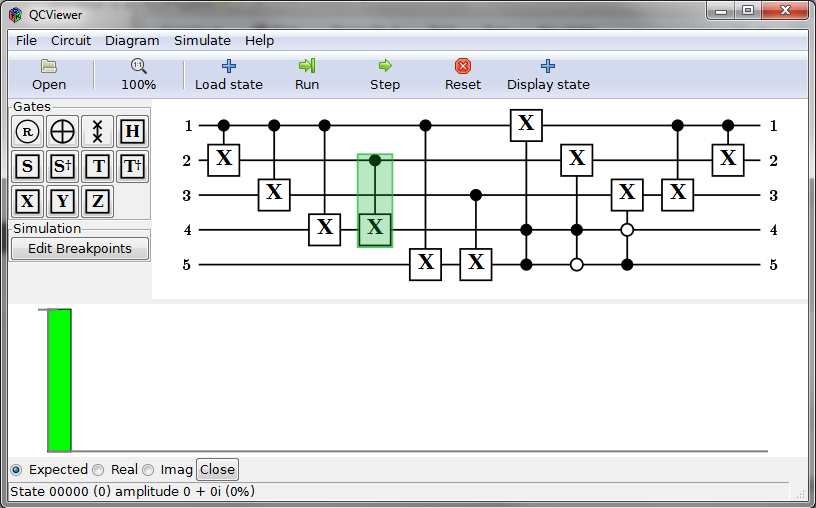 QCViewer
File Circuit Diagram Simulate Help
Open 1:1 100% Load state Run Step Reset Display state
Gates
R H
S S† T T†
X Y Z
Simulation
Edit Breakpoints
1 X 1
2 X X X 2
3 X X X 3
4 X X 4
5 X X 5
Expected Real Imag Close
State 00000 (0) amplitude 0 + 0i (0%)